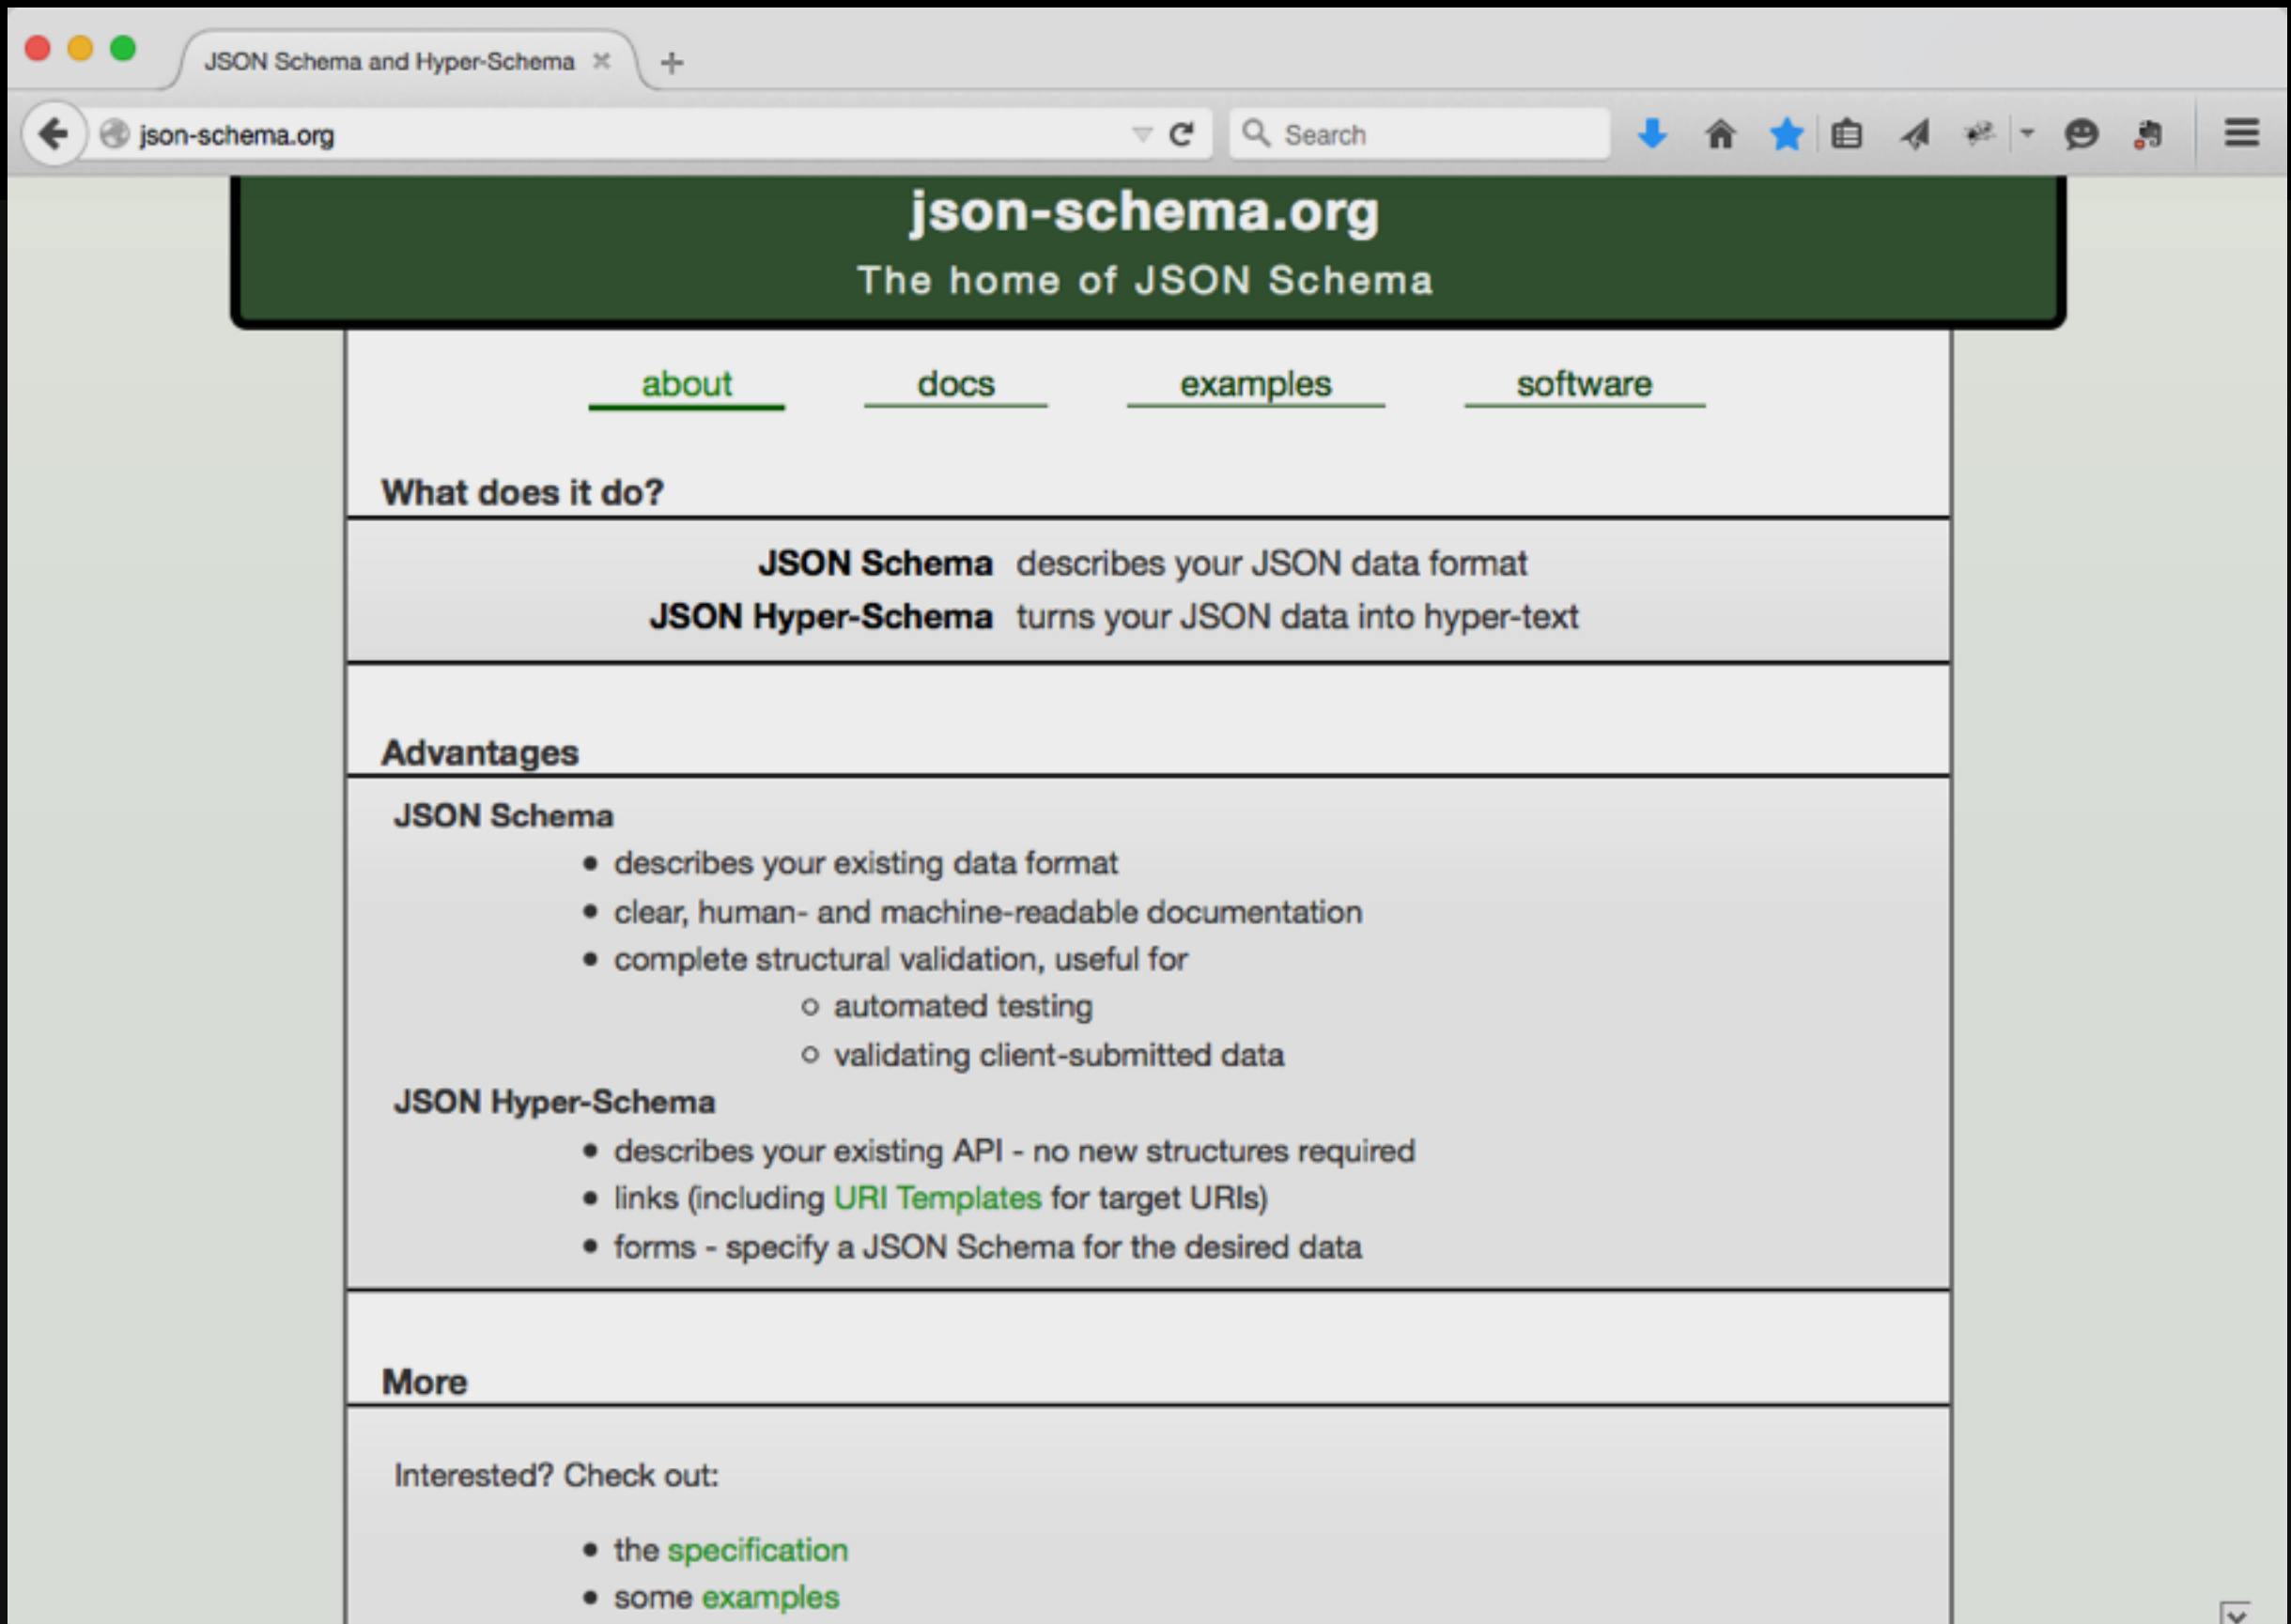 JSON Schema and Hyper-Schema
json-schema.org
Search
json-schema.org
The home of JSON Schema
about docs examples software
What does it do?
JSON Schema describes your JSON data format
JSON Hyper-Schema turns your JSON data into hyper-text
Advantages
JSON Schema
describes your existing data format
clear, human- and machine-readable documentation
complete structural validation, useful for
automated testing
validating client-submitted data
JSON Hyper-Schema
describes your existing API - no new structures required
links (including URI Templates for target URIs)
forms - specify a JSON Schema for the desired data
More
Interested? Check out:
the specification
some examples